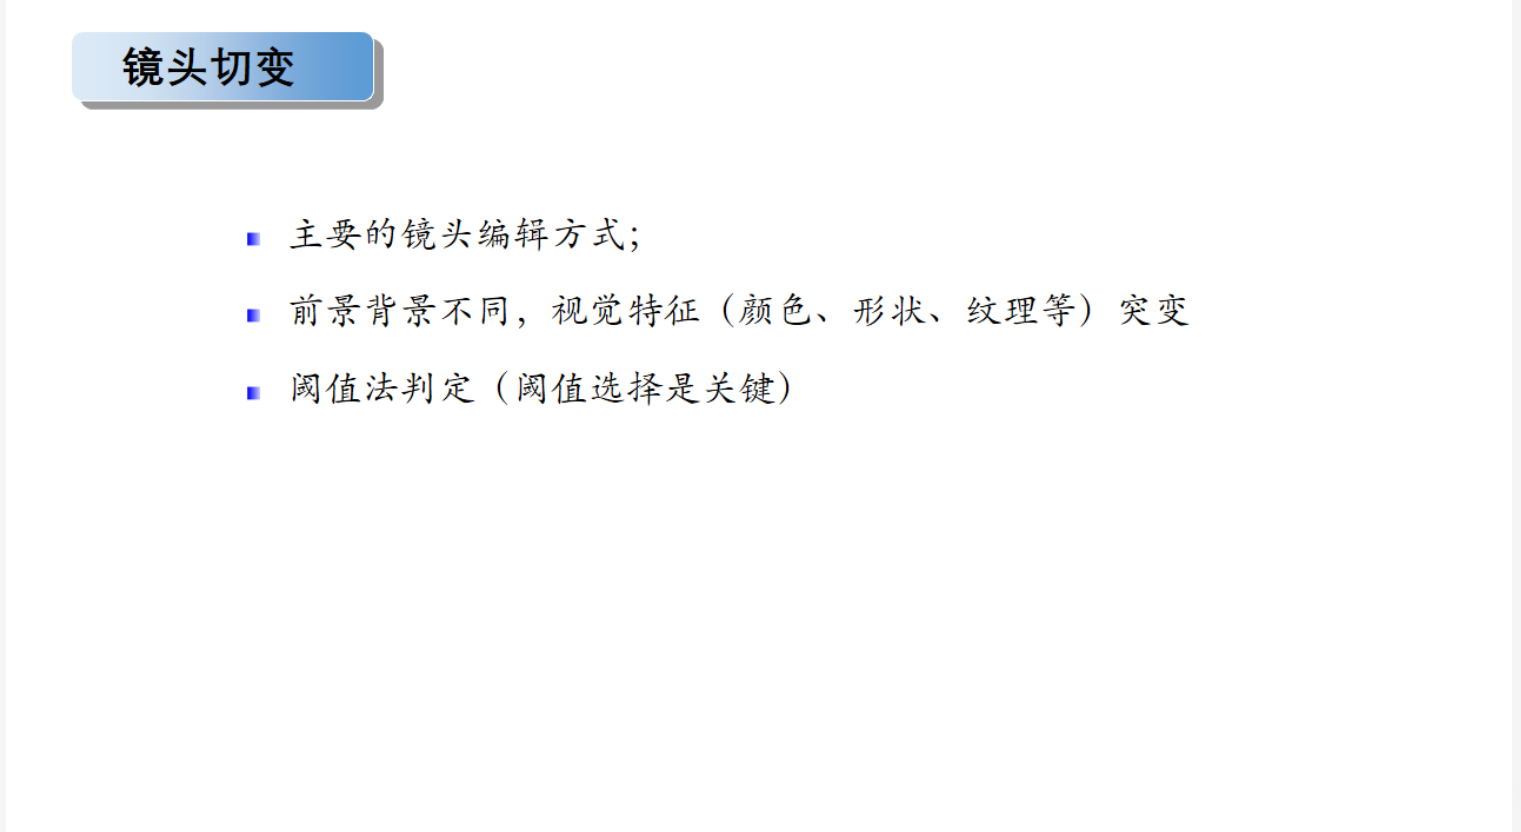 镜头切变
主要的镜头编辑方式；
前景背景不同，视觉特征（颜色、形状、纹理等）突变
阈值法判定（阈值选择是关键）